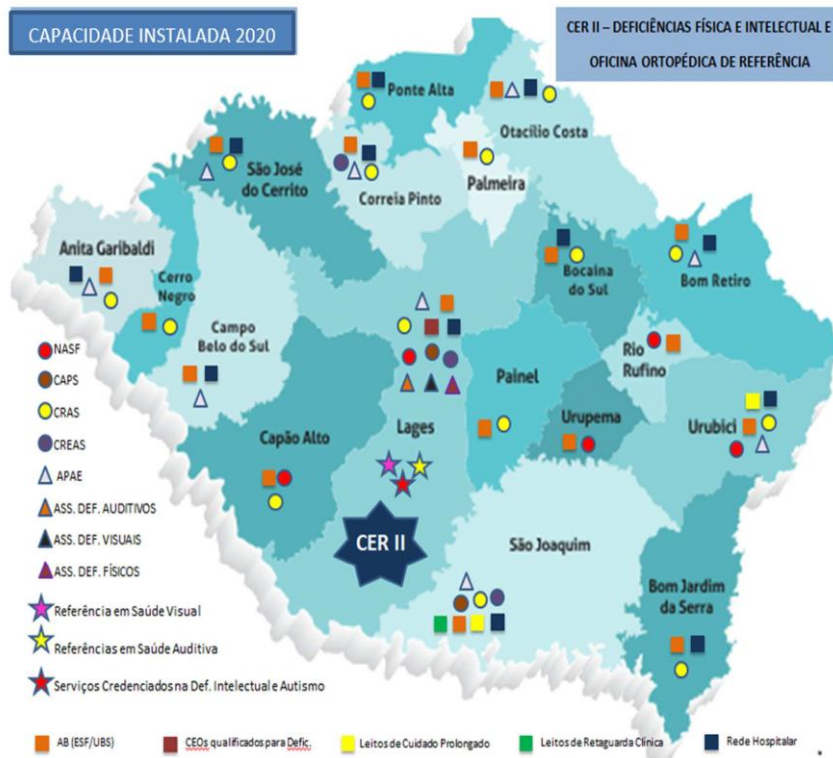 CAPACIDADE INSTALADA 2020
CER II – DEFICIÊNCIAS FÍSICA E INTELECTUAL E
OFICINA ORTOPÉDICA DE REFERÊNCIA
Ponte Alta
Otacílio Costa
São José
do Cerrito
Correia Pinto
Palmeira
Anita Garibaldi
Cerro
Negro
Campo
Belo do Sul
Bocaina
do Sul
Bom Retiro
Rio
Rufino
Painel
Urupema
Urubici
Capão Alto
Lages
CER II
São Joaquim
Bom Jardim
da Serra
NASF
CAPS
CRAS
CREAS
APAE
ASS. DEF. AUDITIVOS
ASS. DEF. VISUAIS
ASS. DEF. FÍSICOS
Referência em Saúde Visual
Referências em Saúde Auditiva
Serviços Credenciados na Def. Intelectual e Autismo
AB (ESF/UBS)
CEOs qualificados para Defic.
Leitos de Cuidado Prolongado
Leitos de Retaguarda Clínica
Rede Hospitalar